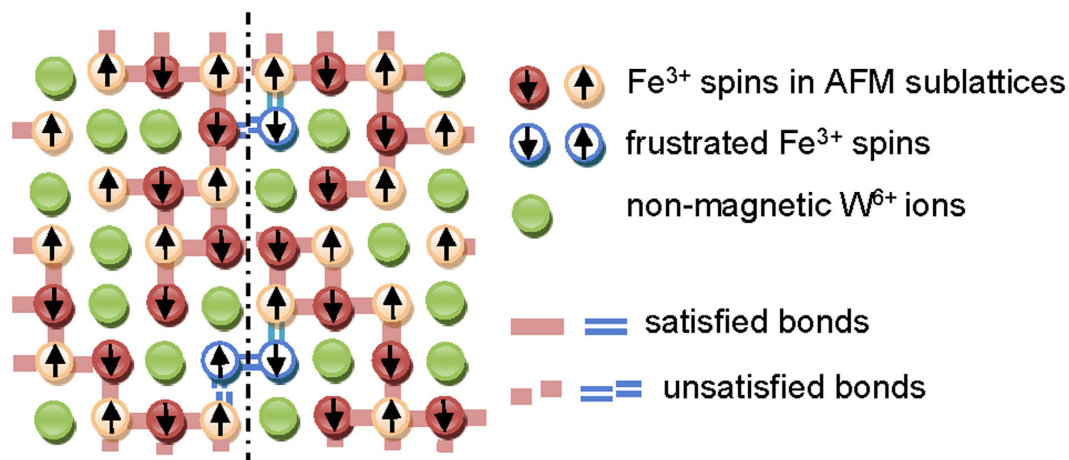 Fe³⁺ spins in AFM sublattices
frustrated Fe³⁺ spins
non-magnetic W⁶⁺ ions
satisfied bonds
unsatisfied bonds